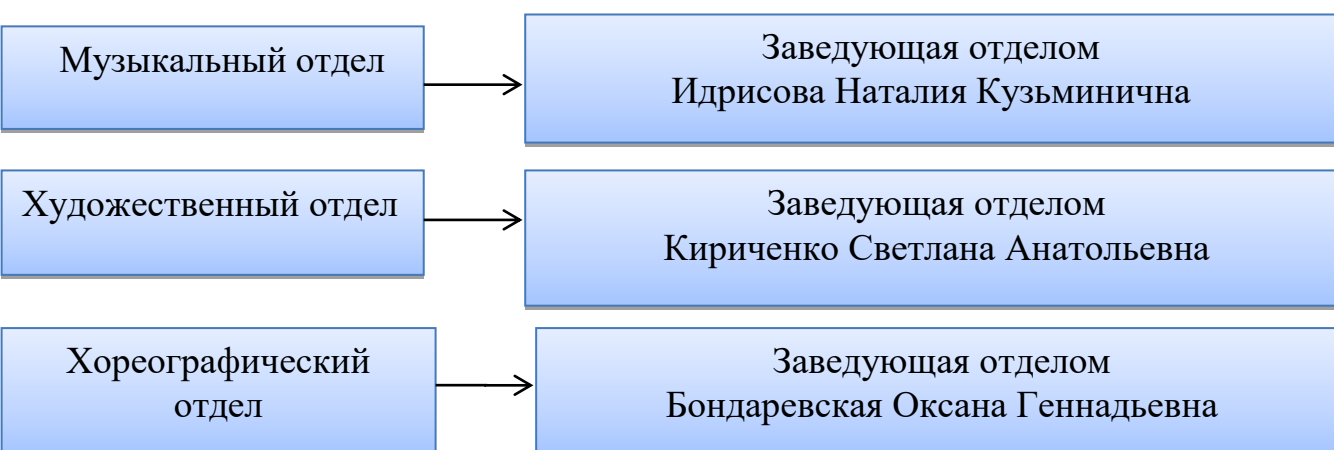 Музыкальный отдел
Заведующая отделом
Идрисова Наталия Кузьминична
Художественный отдел
Заведующая отделом
Кириченко Светлана Анатольевна
Хореографический
отдел
Заведующая отделом
Бондаревская Оксана Геннадьевна